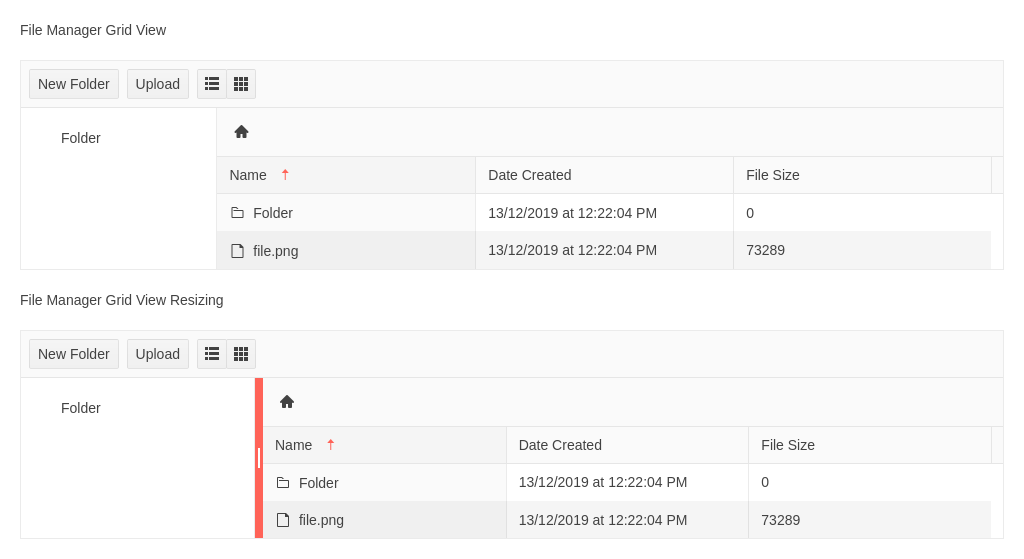 File Manager Grid View
New Folder Upload
Folder
Name Date Created File Size
Folder 13/12/2019 at 12:22:04 PM 0
file.png 13/12/2019 at 12:22:04 PM 73289
File Manager Grid View Resizing
New Folder Upload
Folder
Name Date Created File Size
Folder 13/12/2019 at 12:22:04 PM 0
file.png 13/12/2019 at 12:22:04 PM 73289